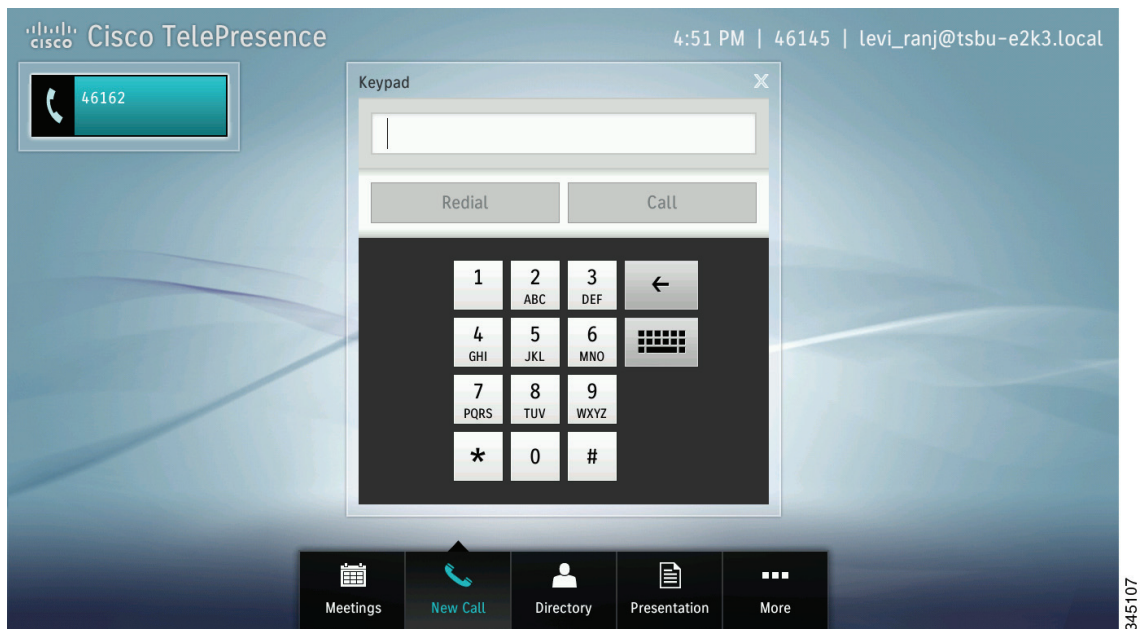 cisco Cisco TelePresence
4:51 PM | 46145 | levi_ranj@tsbu-e2k3.local
46162
Keypad X
Redial Call
1 2 3 ←
ABC DEF
4 5 6
GHI JKL MNO
7 8 9
PQRS TUV WXYZ
* 0 #
Meetings New Call Directory Presentation More
345107